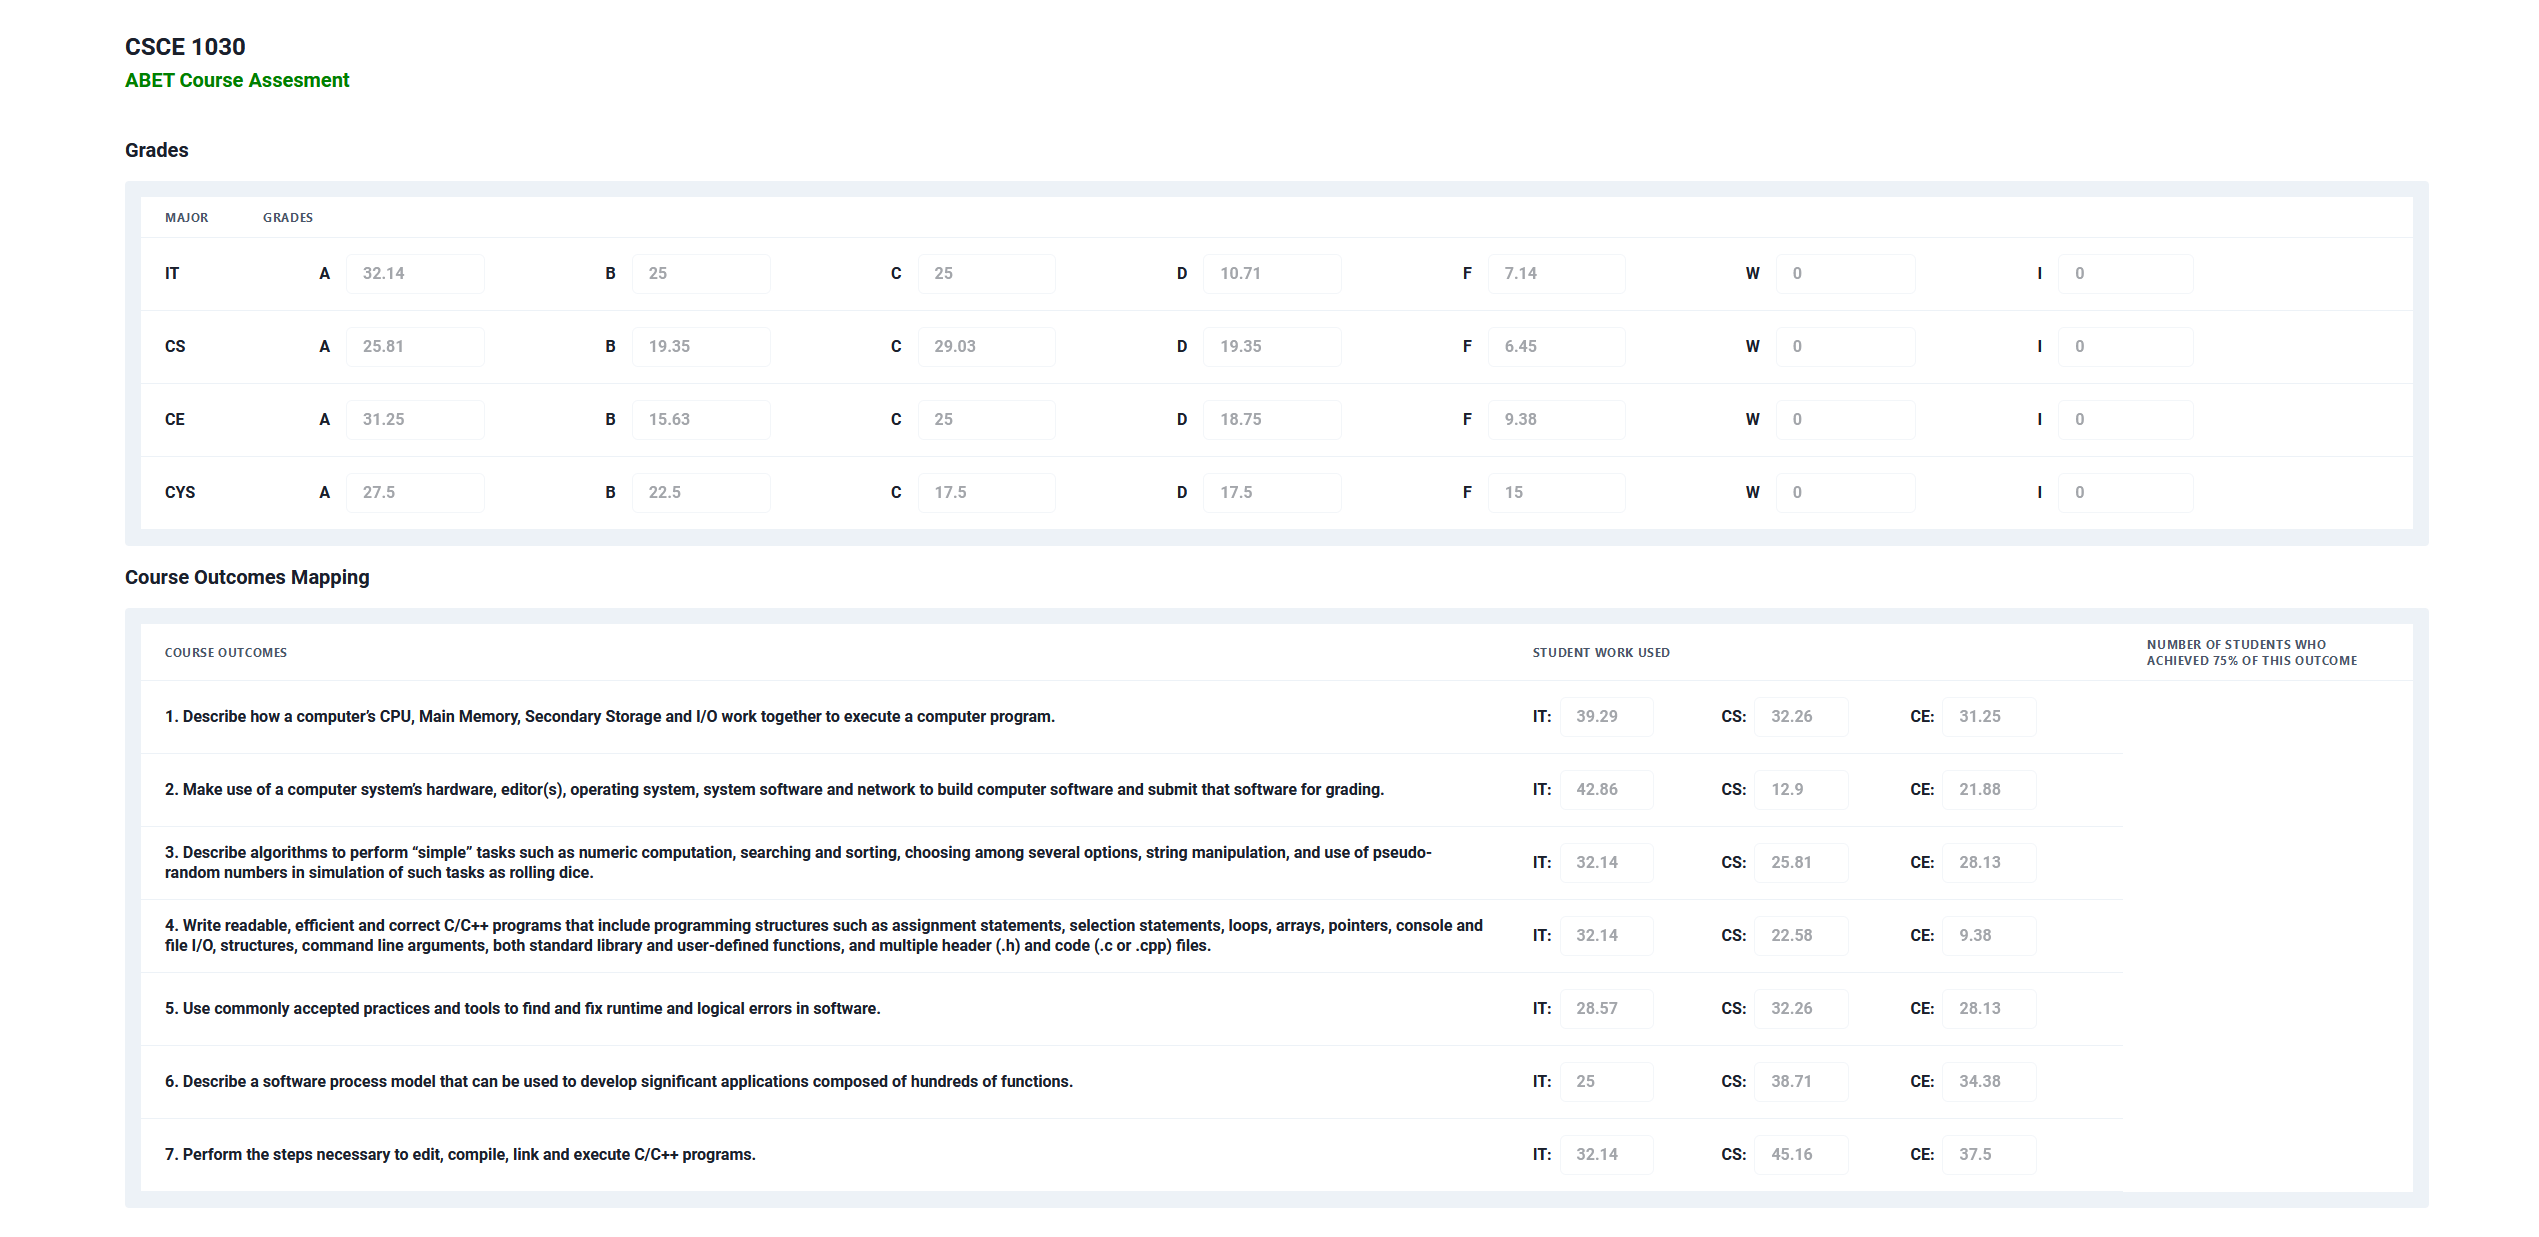 CSCE 1030
ABET Course Assesment
Grades
MAJOR GRADES
IT A 32.14 B 25 C 25 D 10.71 F 7.14 W 0 I 0
CS A 25.81 B 19.35 C 29.03 D 19.35 F 6.45 W 0 I 0
CE A 31.25 B 15.63 C 25 D 18.75 F 9.38 W 0 I 0
CYS A 27.5 B 22.5 C 17.5 D 17.5 F 15 W 0 I 0
Course Outcomes Mapping
COURSE OUTCOMES STUDENT WORK USED NUMBER OF STUDENTS WHO
ACHIEVED 75% OF THIS OUTCOME
1. Describe how a computer’s CPU, Main Memory, Secondary Storage and I/O work together to execute a computer program. IT: 39.29 CS: 32.26 CE: 31.25
2. Make use of a computer system’s hardware, editor(s), operating system, system software and network to build computer software and submit that software for grading. IT: 42.86 CS: 12.9 CE: 21.88
3. Describe algorithms to perform “simple” tasks such as numeric computation, searching and sorting, choosing among several options, string manipulation, and use of pseudo-
random numbers in simulation of such tasks as rolling dice. IT: 32.14 CS: 25.81 CE: 28.13
4. Write readable, efficient and correct C/C++ programs that include programming structures such as assignment statements, selection statements, loops, arrays, pointers, console and
file I/O, structures, command line arguments, both standard library and user-defined functions, and multiple header (.h) and code (.c or .cpp) files. IT: 32.14 CS: 22.58 CE: 9.38
5. Use commonly accepted practices and tools to find and fix runtime and logical errors in software. IT: 28.57 CS: 32.26 CE: 28.13
6. Describe a software process model that can be used to develop significant applications composed of hundreds of functions. IT: 25 CS: 38.71 CE: 34.38
7. Perform the steps necessary to edit, compile, link and execute C/C++ programs. IT: 32.14 CS: 45.16 CE: 37.5